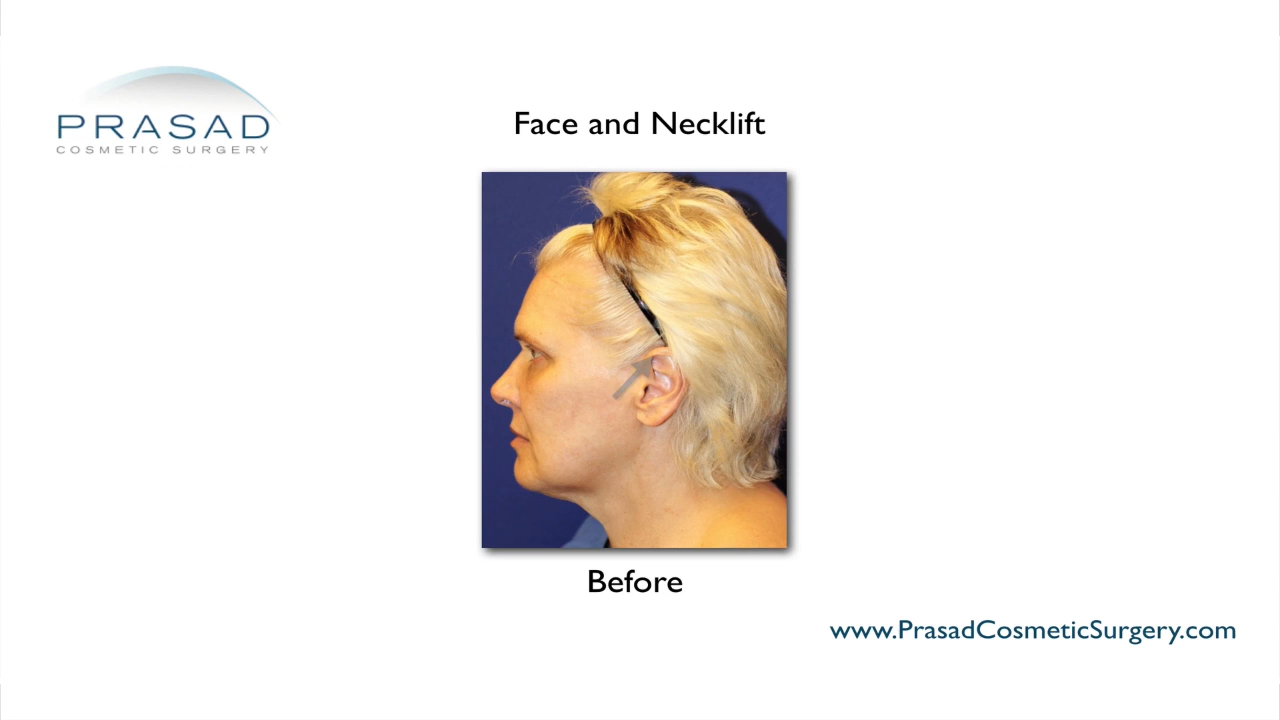 PRASAD
COSMETIC SURGERY
Face and Necklift
Before
www.PrasadCosmeticSurgery.com